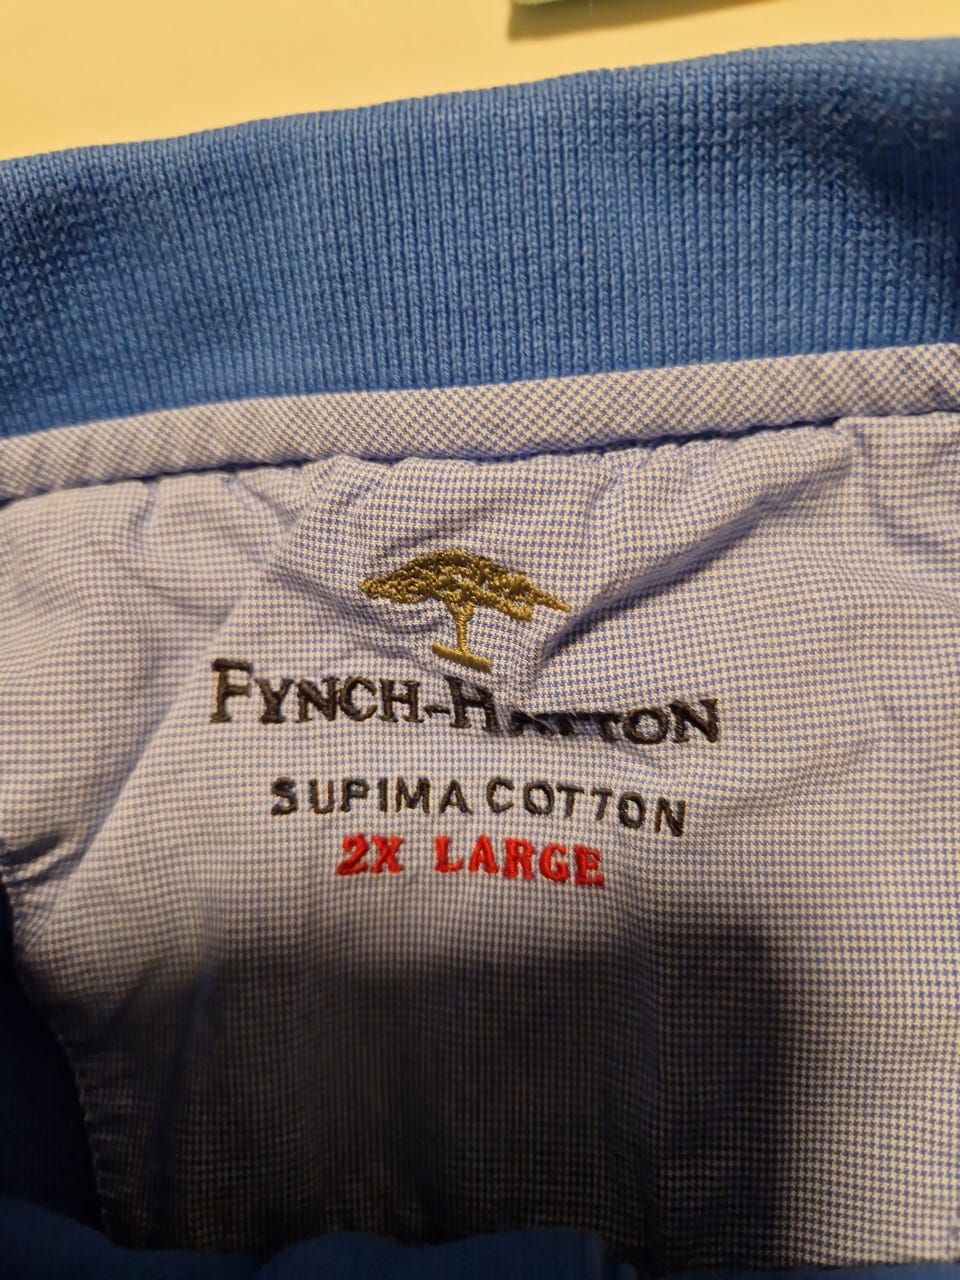 FYNCH-HATTON
SUPIMA COTTON
2X LARGE